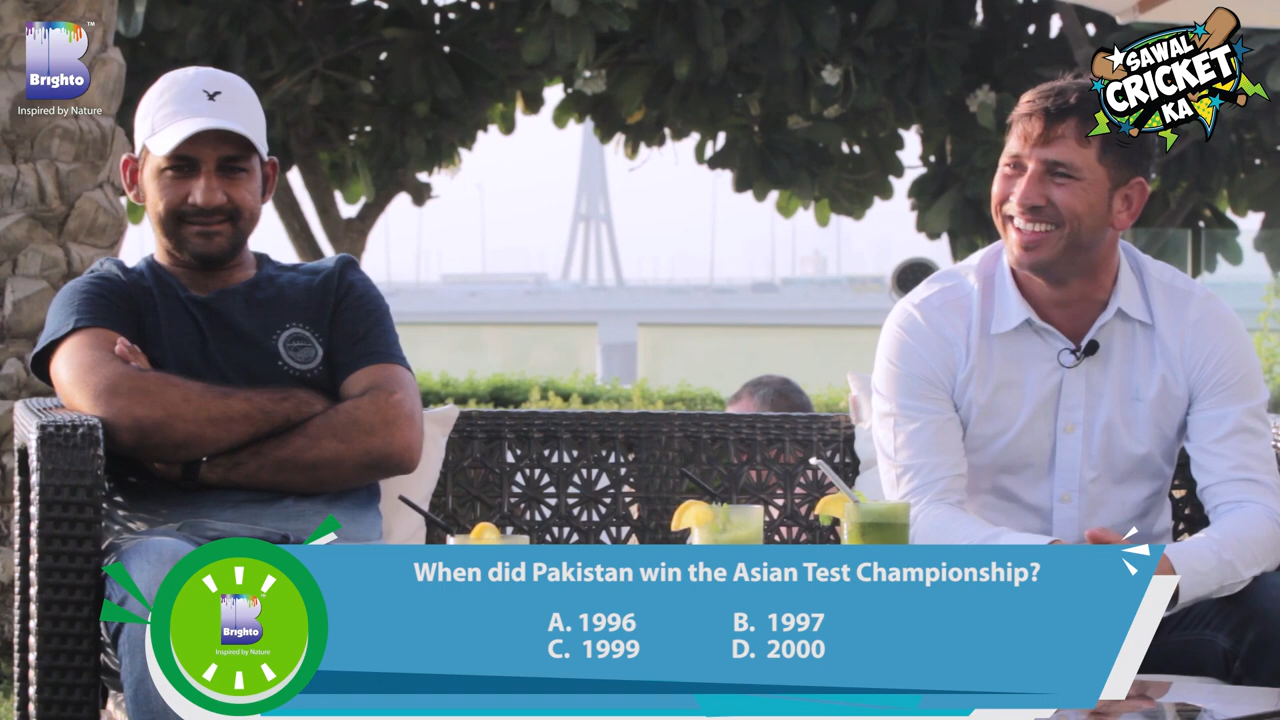 B
™
Brighto
Inspired by Nature
SAWAL
CRICKET
KA
When did Pakistan win the Asian Test Championship?
A. 1996
B. 1997
C. 1999
D. 2000
B
Brighto
Inspired by Nature